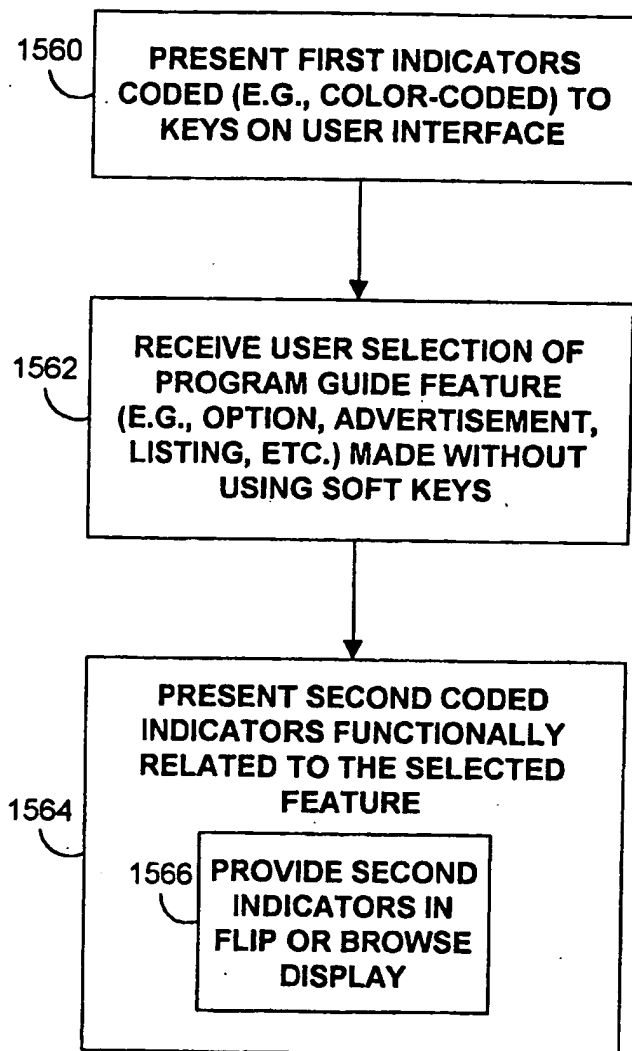 1560
PRESENT FIRST INDICATORS
CODED (E.G., COLOR-CODED) TO
KEYS ON USER INTERFACE
1562
RECEIVE USER SELECTION OF
PROGRAM GUIDE FEATURE
(E.G., OPTION, ADVERTISEMENT,
LISTING, ETC.) MADE WITHOUT
USING SOFT KEYS
1564
PRESENT SECOND CODED
INDICATORS FUNCTIONALLY
RELATED TO THE SELECTED
FEATURE
1566
PROVIDE SECOND
INDICATORS IN
FLIP OR BROWSE
DISPLAY